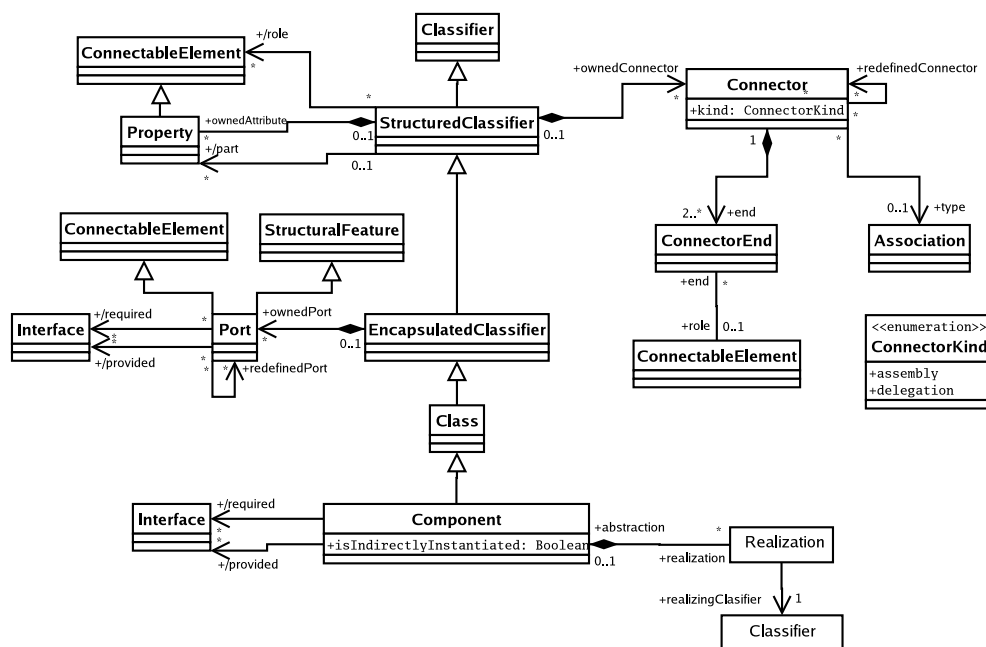 Classifier
+/role
ConnectableElement
*
*
+ownedAttribute
Property
*
+/part
*
StructuredClassifier
0..1
0..1
0..1
+ownedConnector
*
Connector
*
+kind: ConnectorKind
+redefinedConnector
*
*
1
*
2..*
+end
0..1
+type
ConnectorEnd
Association
+end
*
+role
0..1
ConnectableElement
<<enumeration>>
ConnectorKind
+assembly
+delegation
ConnectableElement
StructuralFeature
+/required
*
+ownedPort
Interface
*
*
Port
*
0..1
EncapsulatedClassifier
+/provided
*
*
*
+redefinedPort
Class
+/required
Interface
*
*
+/provided
Component
+isIndirectlyInstantiated: Boolean
+abstraction
0..1
*
+realization
Realization
+realizingClasifier
1
Classifier